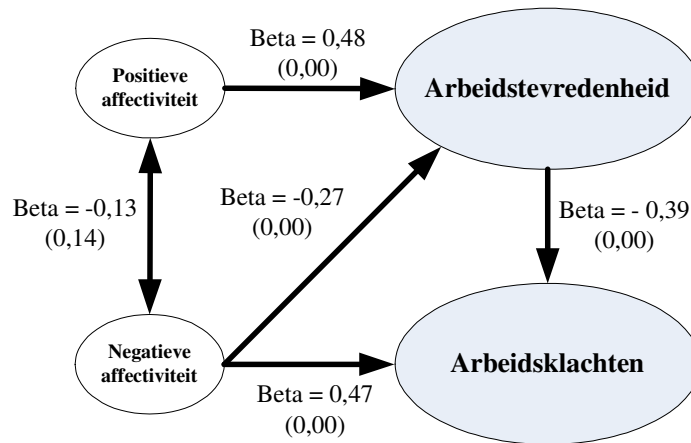 Beta = 0,48
(0,00)
Positieve
affectiviteit
Arbeidstevredenheid
Beta = -0,13
(0,14)
Beta = -0,27
(0,00)
Beta = - 0,39
(0,00)
Negatieve
affectiviteit
Arbeidsklachten
Beta = 0,47
(0,00)